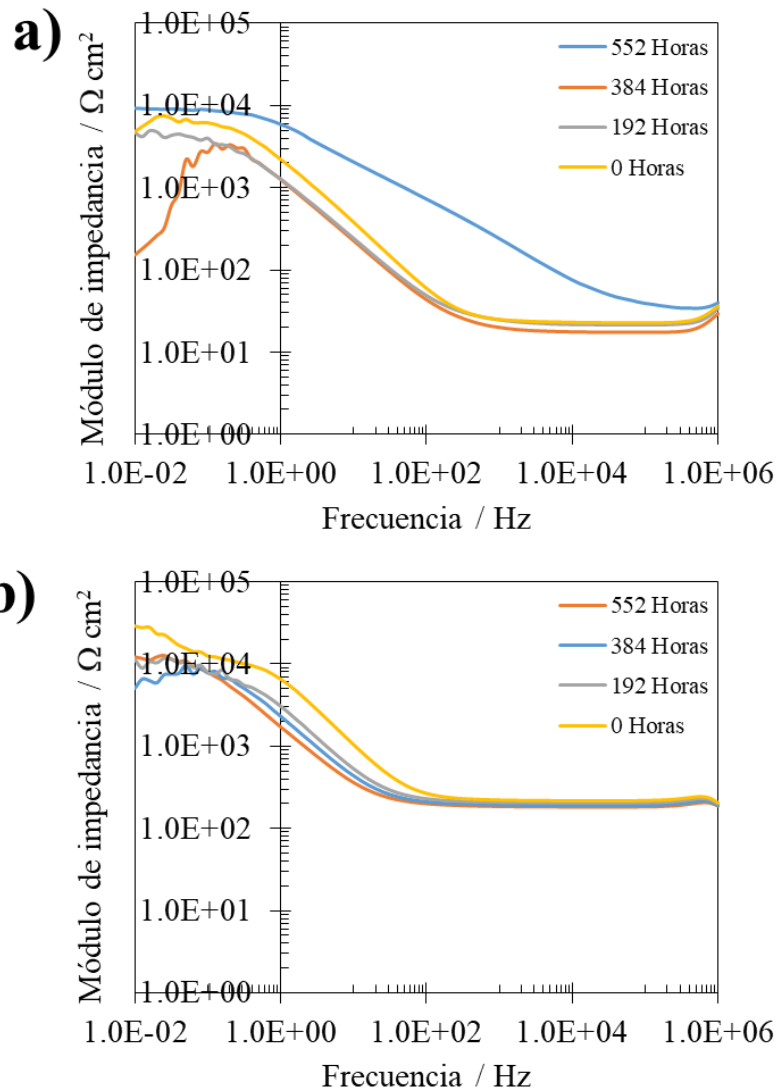 a)
Módulo de impedancia / Ω cm²
1.0E+05
1.0E+04
1.0E+03
1.0E+02
1.0E+01
1.0E+00
1.0E-02 1.0E+00 1.0E+02 1.0E+04 1.0E+06
Frecuencia / Hz
552 Horas
384 Horas
192 Horas
0 Horas
b)
Módulo de impedancia / Ω cm²
1.0E+05
1.0E+04
1.0E+03
1.0E+02
1.0E+01
1.0E+00
1.0E-02 1.0E+00 1.0E+02 1.0E+04 1.0E+06
Frecuencia / Hz
552 Horas
384 Horas
192 Horas
0 Horas